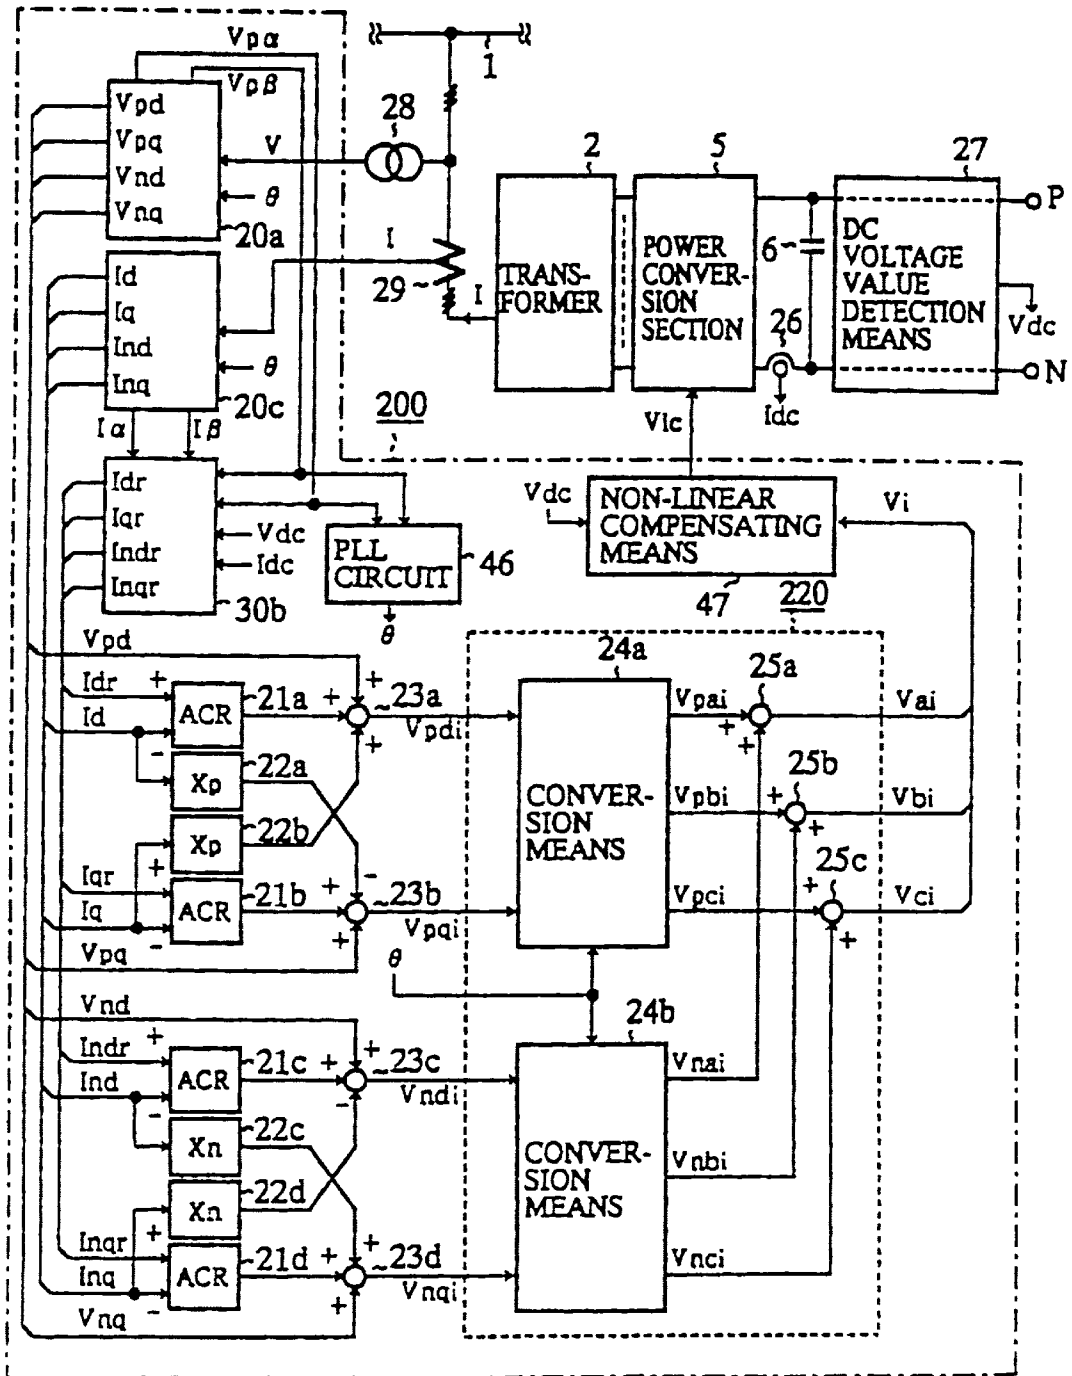 Vpα
Vpβ
1
28
Vpd
Vpq
Vnd
Vnq
V
θ
20a
2
5
27
P
I
29
I
TRANS-
FORMER
POWER
CONVER-
SION
SECTION
6
DC
VOLTAGE
VALUE
DETECTION
MEANS
26
Vdc
N
Id
Iq
Ind
Inq
θ
20c
Iα
Iβ
200
VIc
Idc
Idr
Iqr
Indr
Inqr
Vdc
Idc
30b
PLL
CIRCUIT
46
θ
Vdc
NON-LINEAR
COMPENSATING
MEANS
Vi
47
220
Vpd
Idr
+
ACR
21a
+
+
23a
Vpdi
Id
-
Xp
22a
+
Xp
22b
+
Iqr
ACR
21b
+
-
23b
Vpqi
Iq
-
+
Vpq
24a
CONVER-
SION
MEANS
Vpai
+
+
25a
Vai
Vpbi
+
+
25b
Vbi
Vpci
+
+
25c
Vci
θ
Vnd
Indr
+
ACR
21c
+
+
23c
Vndi
Ind
-
Xn
22c
-
Xn
22d
+
Inqr
ACR
21d
+
+
23d
Vnqi
Inq
-
+
Vnq
24b
CONVER-
SION
MEANS
Vnai
Vnbi
Vnci